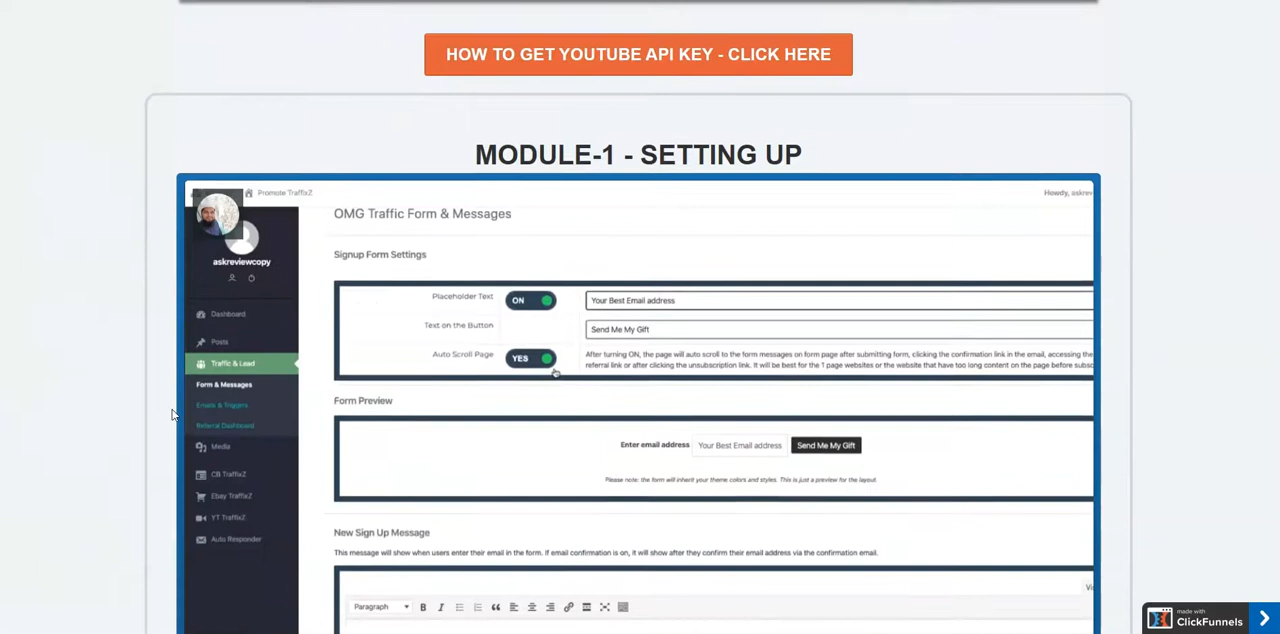 HOW TO GET YOUTUBE API KEY - CLICK HERE
MODULE-1 - SETTING UP
Promote TraffixZ
Howdy, askrev
OMG Traffic Form & Messages
askreviewcopy
Signup Form Settings
Placeholder Text ON Your Best Email address
Text on the Button Send Me My Gift
Auto Scroll Page YES After turning ON, the page will auto scroll to the form messages on form page after submitting form, clicking the confirmation link in the email, accessing the
referral link or after clicking the unsubscription link. It will be best for the 1 page websites or the website that have too long content on the page before subsc
Dashboard
Posts
Traffic & Lead
Form & Messages
Emails & Triggers
Referral Dashboard
Media
CB TraffixZ
Ebay TraffixZ
YT TraffixZ
Auto Responder
Form Preview
Enter email address Your Best Email address Send Me My Gift
Please note: the form will inherit your theme colors and styles. This is just a preview for the layout.
New Sign Up Message
This message will show when users enter their email in the form. If email confirmation is on, it will show after they confirm their email address via the confirmation email.
Vi
Paragraph B I
made with
ClickFunnels